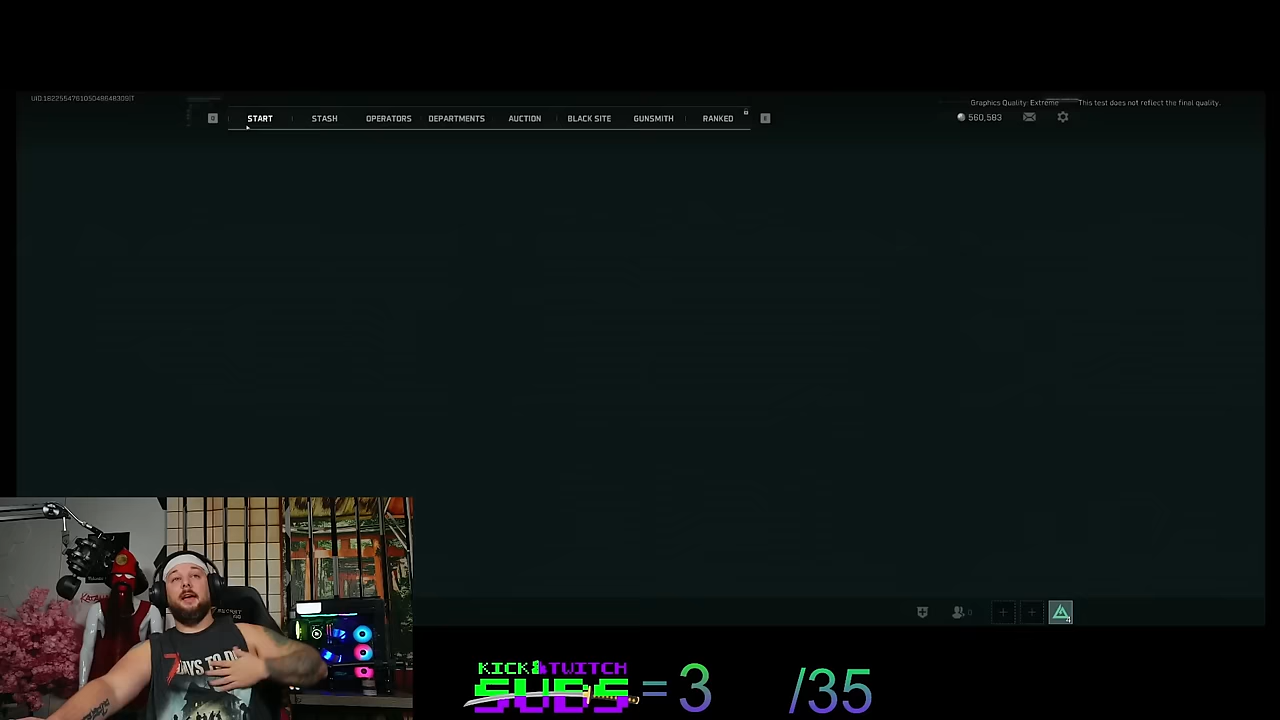 Graphics Quality: Extreme
This test does not reflect the final quality.
START
STASH
OPERATORS
DEPARTMENTS
AUCTION
BLACK SITE
GUNSMITH
RANKED
560,583
0
KICK TWITCH
SUBS = 3 /35